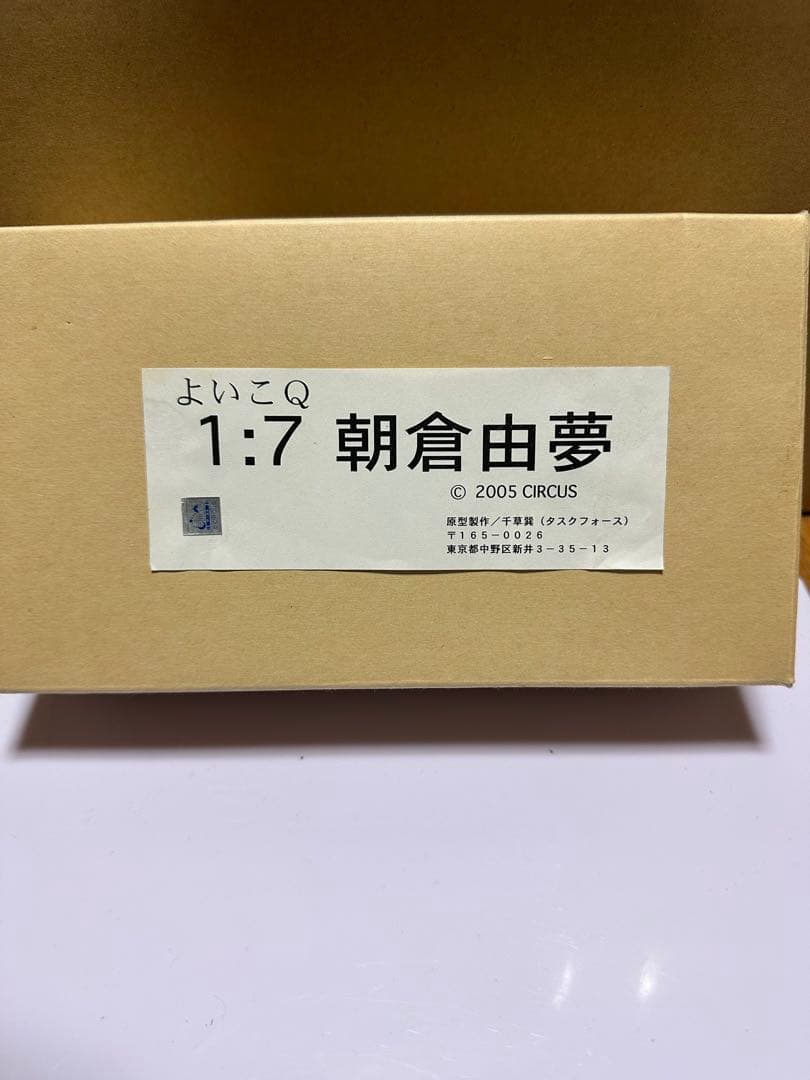 よいこQ
1:7 朝倉由夢
© 2005 CIRCUS
原型製作／千草巽（タスクフォース）
〒165－0026
東京都中野区新井3－35－13